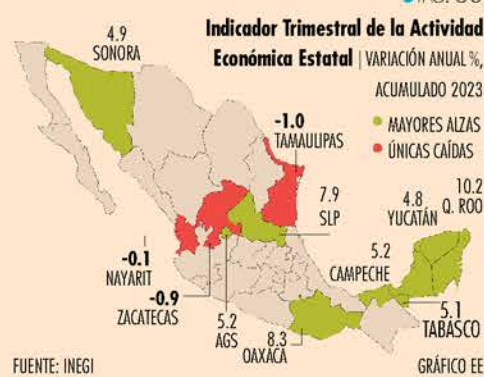 Indicador Trimestral de la Actividad
Económica Estatal | VARIACIÓN ANUAL %,
ACUMULADO 2023
MAYORES ALZAS
ÚNICAS CAÍDAS
4.9
SONORA
-1.0
TAMAULIPAS
7.9
SLP
10.2
Q. ROO
4.8
YUCATÁN
5.2
CAMPECHE
5.1
TABASCO
-0.1
NAYARIT
-0.9
ZACATECAS
5.2
AGS
8.3
OAXACA
FUENTE: INEGI
GRÁFICO EE